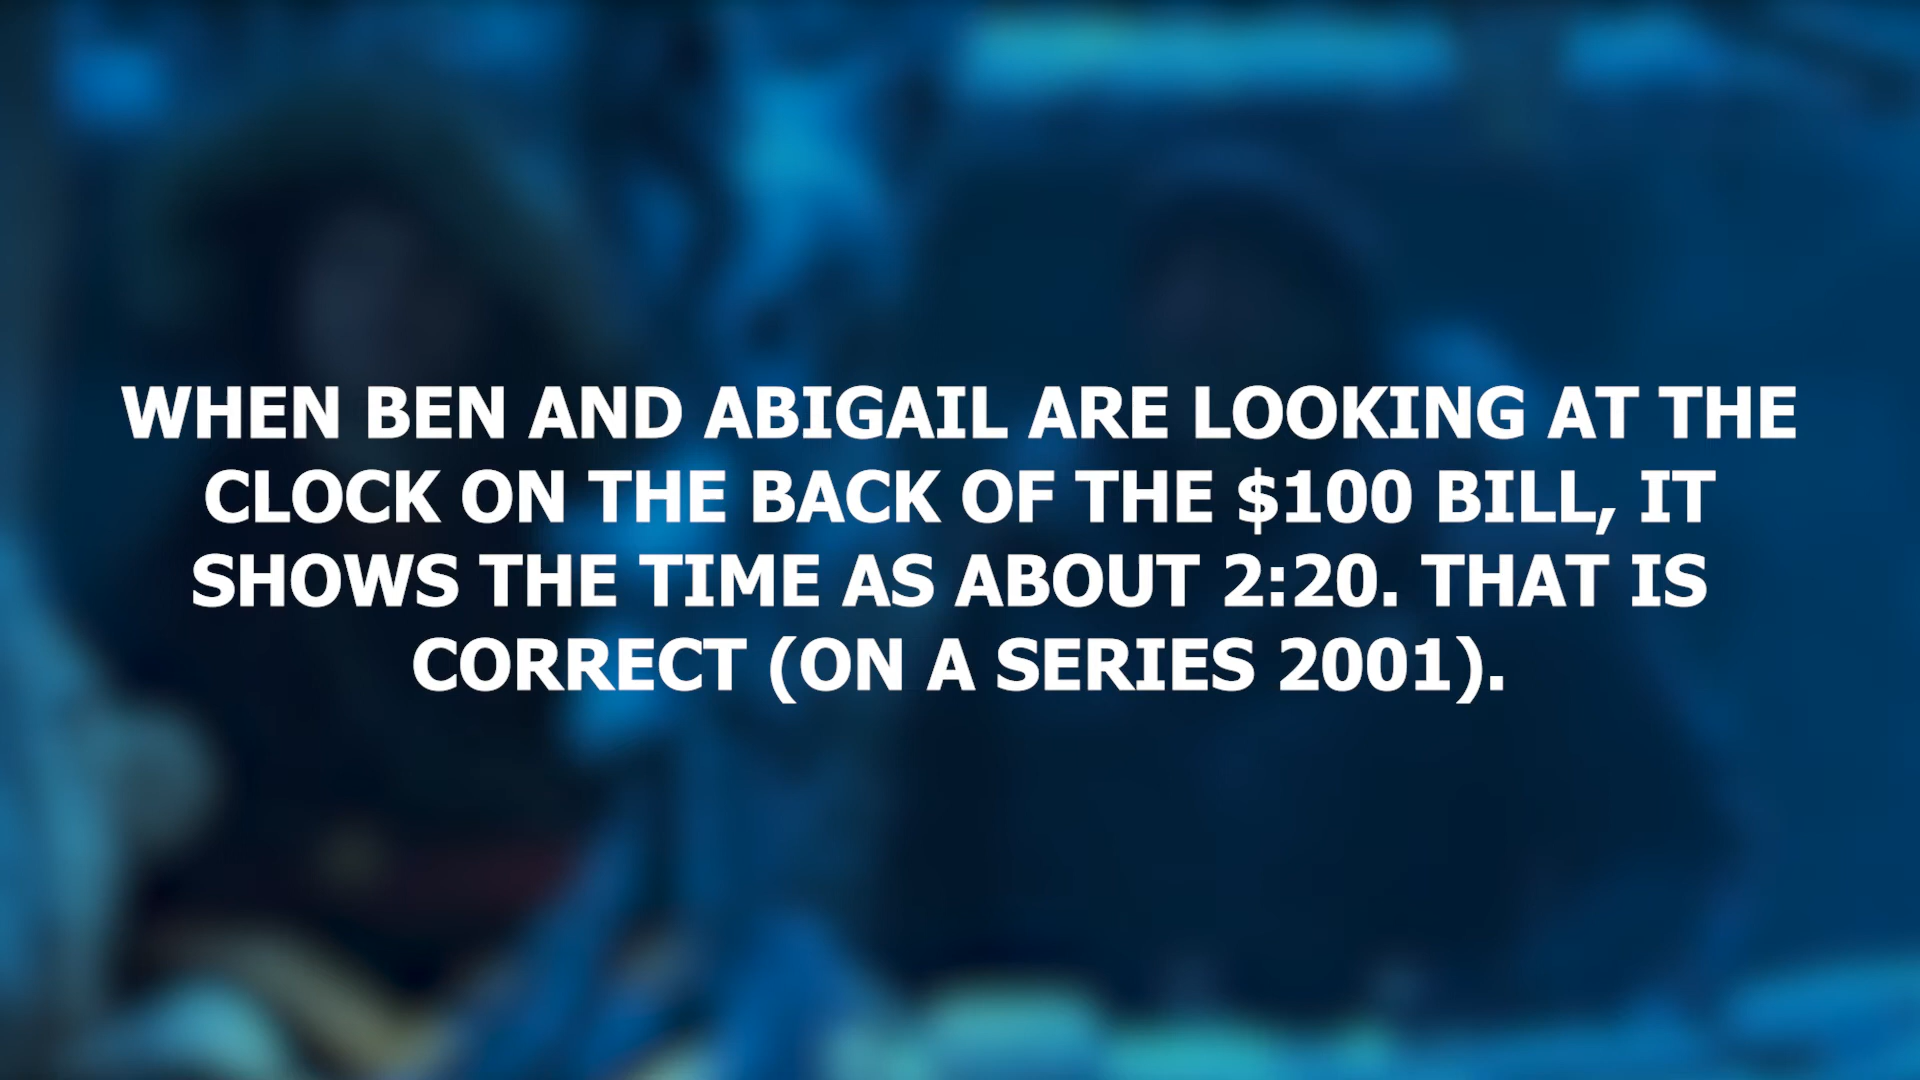 WHEN BEN AND ABIGAIL ARE LOOKING AT THE
CLOCK ON THE BACK OF THE $100 BILL, IT
SHOWS THE TIME AS ABOUT 2:20. THAT IS
CORRECT (ON A SERIES 2001).